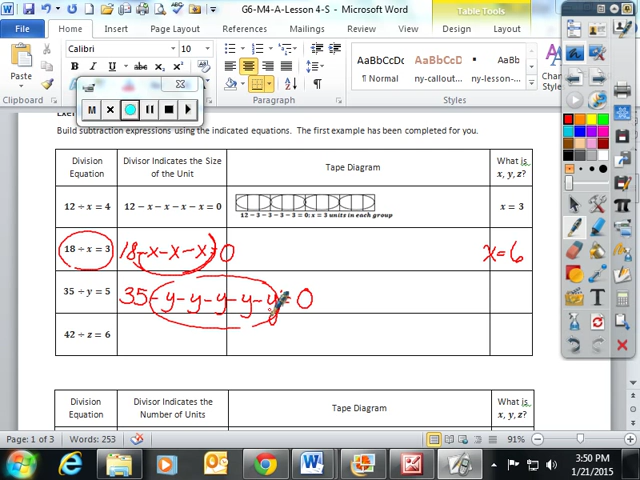 G6-M4-A-Lesson 4-S - Microsoft Word
Table Tools
File Home Insert Page Layout References Mailings Review View Design
Calibri 10
AaBbCcDc AaBbCcDc AaBbCcDc
Paste
¶ Normal ny-callout... ny-lesson-...
Clipboard Paragraph Styles
M
Build subtraction expressions using the indicated equations. The first example has been completed for you.
Division Equation
Divisor Indicates the Size of the Unit
Tape Diagram
What is x, y, z?
12 ÷ x = 4
12 − x − x − x − x = 0
12 - 3 - 3 - 3 - 3 = 0; x = 3 units in each group
x = 3
18 ÷ x = 3
18-x-x-x=0
x=6
35 ÷ y = 5
35-y-y-y-y-y=0
42 ÷ z = 6
Division Equation
Divisor Indicates the Number of Units
Tape Diagram
What is x, y, z?
Page: 1 of 3 Words: 253 91%
3:50 PM
1/21/2015